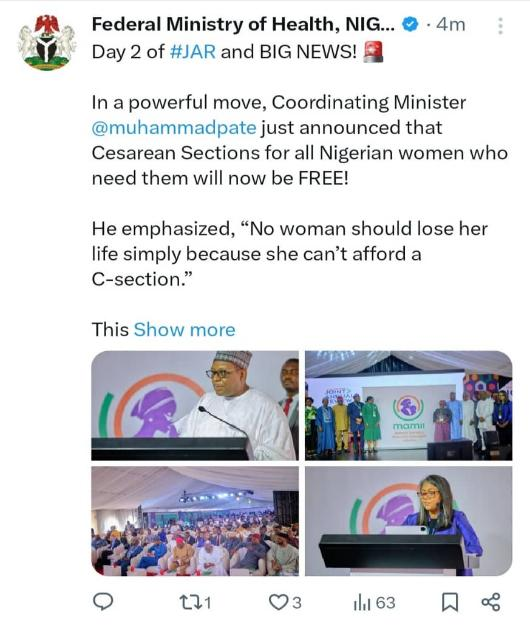 Federal Ministry of Health, NIG... · 4m
Day 2 of #JAR and BIG NEWS! 🚨
In a powerful move, Coordinating Minister
@muhammadpate just announced that
Cesarean Sections for all Nigerian women who
need them will now be FREE!
He emphasized, “No woman should lose her
life simply because she can’t afford a
C-section.”
This Show more
JOINT
ANNUAL
mamii
1
3
63